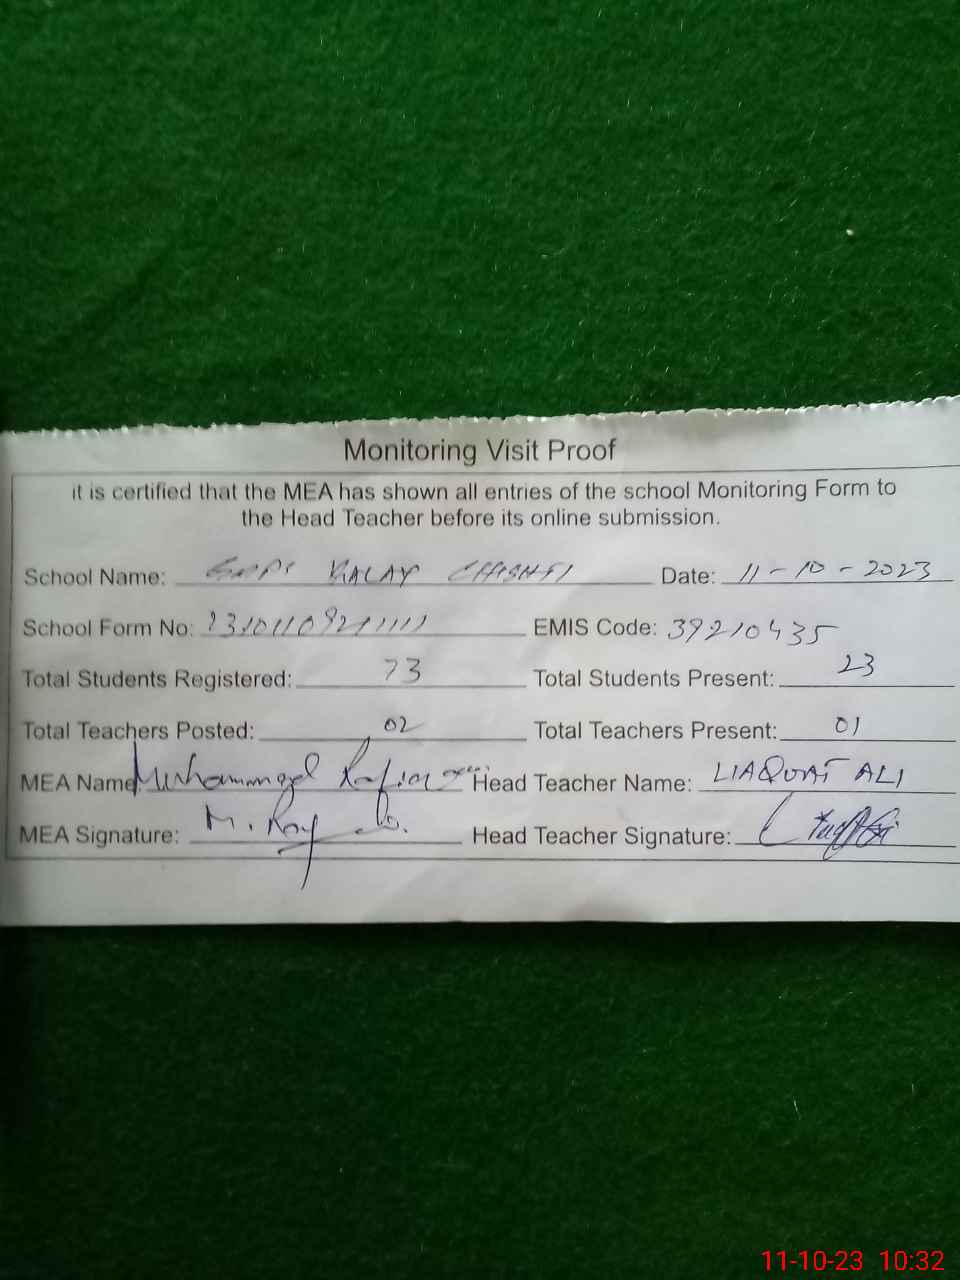 Monitoring Visit Proof
it is certified that the MEA has shown all entries of the school Monitoring Form to
the Head Teacher before its online submission.
School Name: KALAY CHISHTI Date: 11-10-2023
School Form No: EMIS Code: 39210435
Total Students Registered: 73 Total Students Present: 23
Total Teachers Posted: 02 Total Teachers Present: 01
MEA Name: Muhammad Head Teacher Name: LIAQUAT ALI
MEA Signature: Head Teacher Signature:
11-10-23 10:32